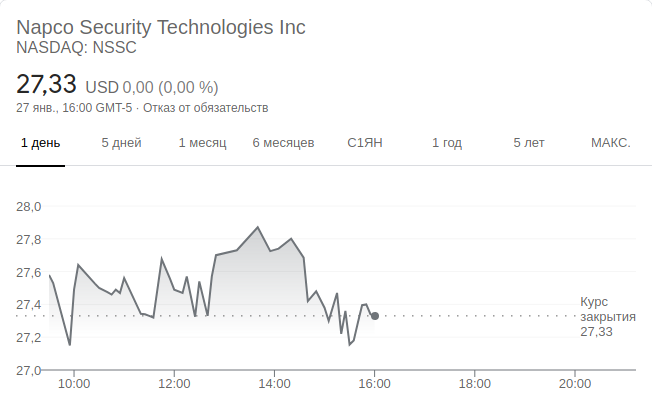 Napco Security Technologies Inc
NASDAQ: NSSC
27,33 USD 0,00 (0,00 %)
27 янв., 16:00 GMT-5 · Отказ от обязательств
1 день 5 дней 1 месяц 6 месяцев С1ЯН 1 год 5 лет МАКС.
28,0
27,8
27,6
27,4
27,2
27,0
Курс
закрытия
27,33
10:00 12:00 14:00 16:00 18:00 20:00